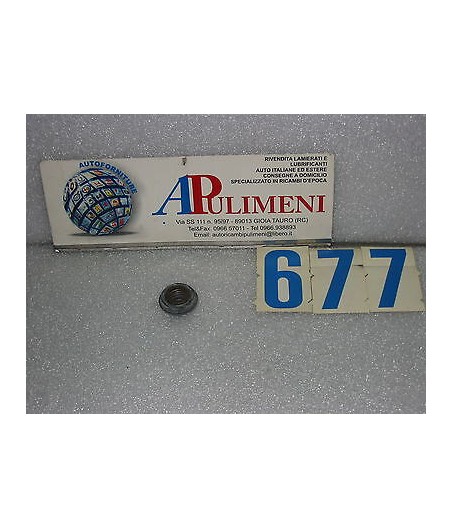 AUTOFORNITURE
RIVENDITA LAMIERATI E
LUBRIFICANTI
AUTO ITALIANE ED ESTERE
CONSEGNE A DOMICILIO
SPECIALIZZATO IN RICAMBI D'EPOCA
APULIMENI
Via SS 111 n. 95/97 - 89013 GIOIA TAURO (RC)
Tel&Fax. 0966.57011 - Tel 0966.938893
Email: autoricambipulimeni@libero.it
677